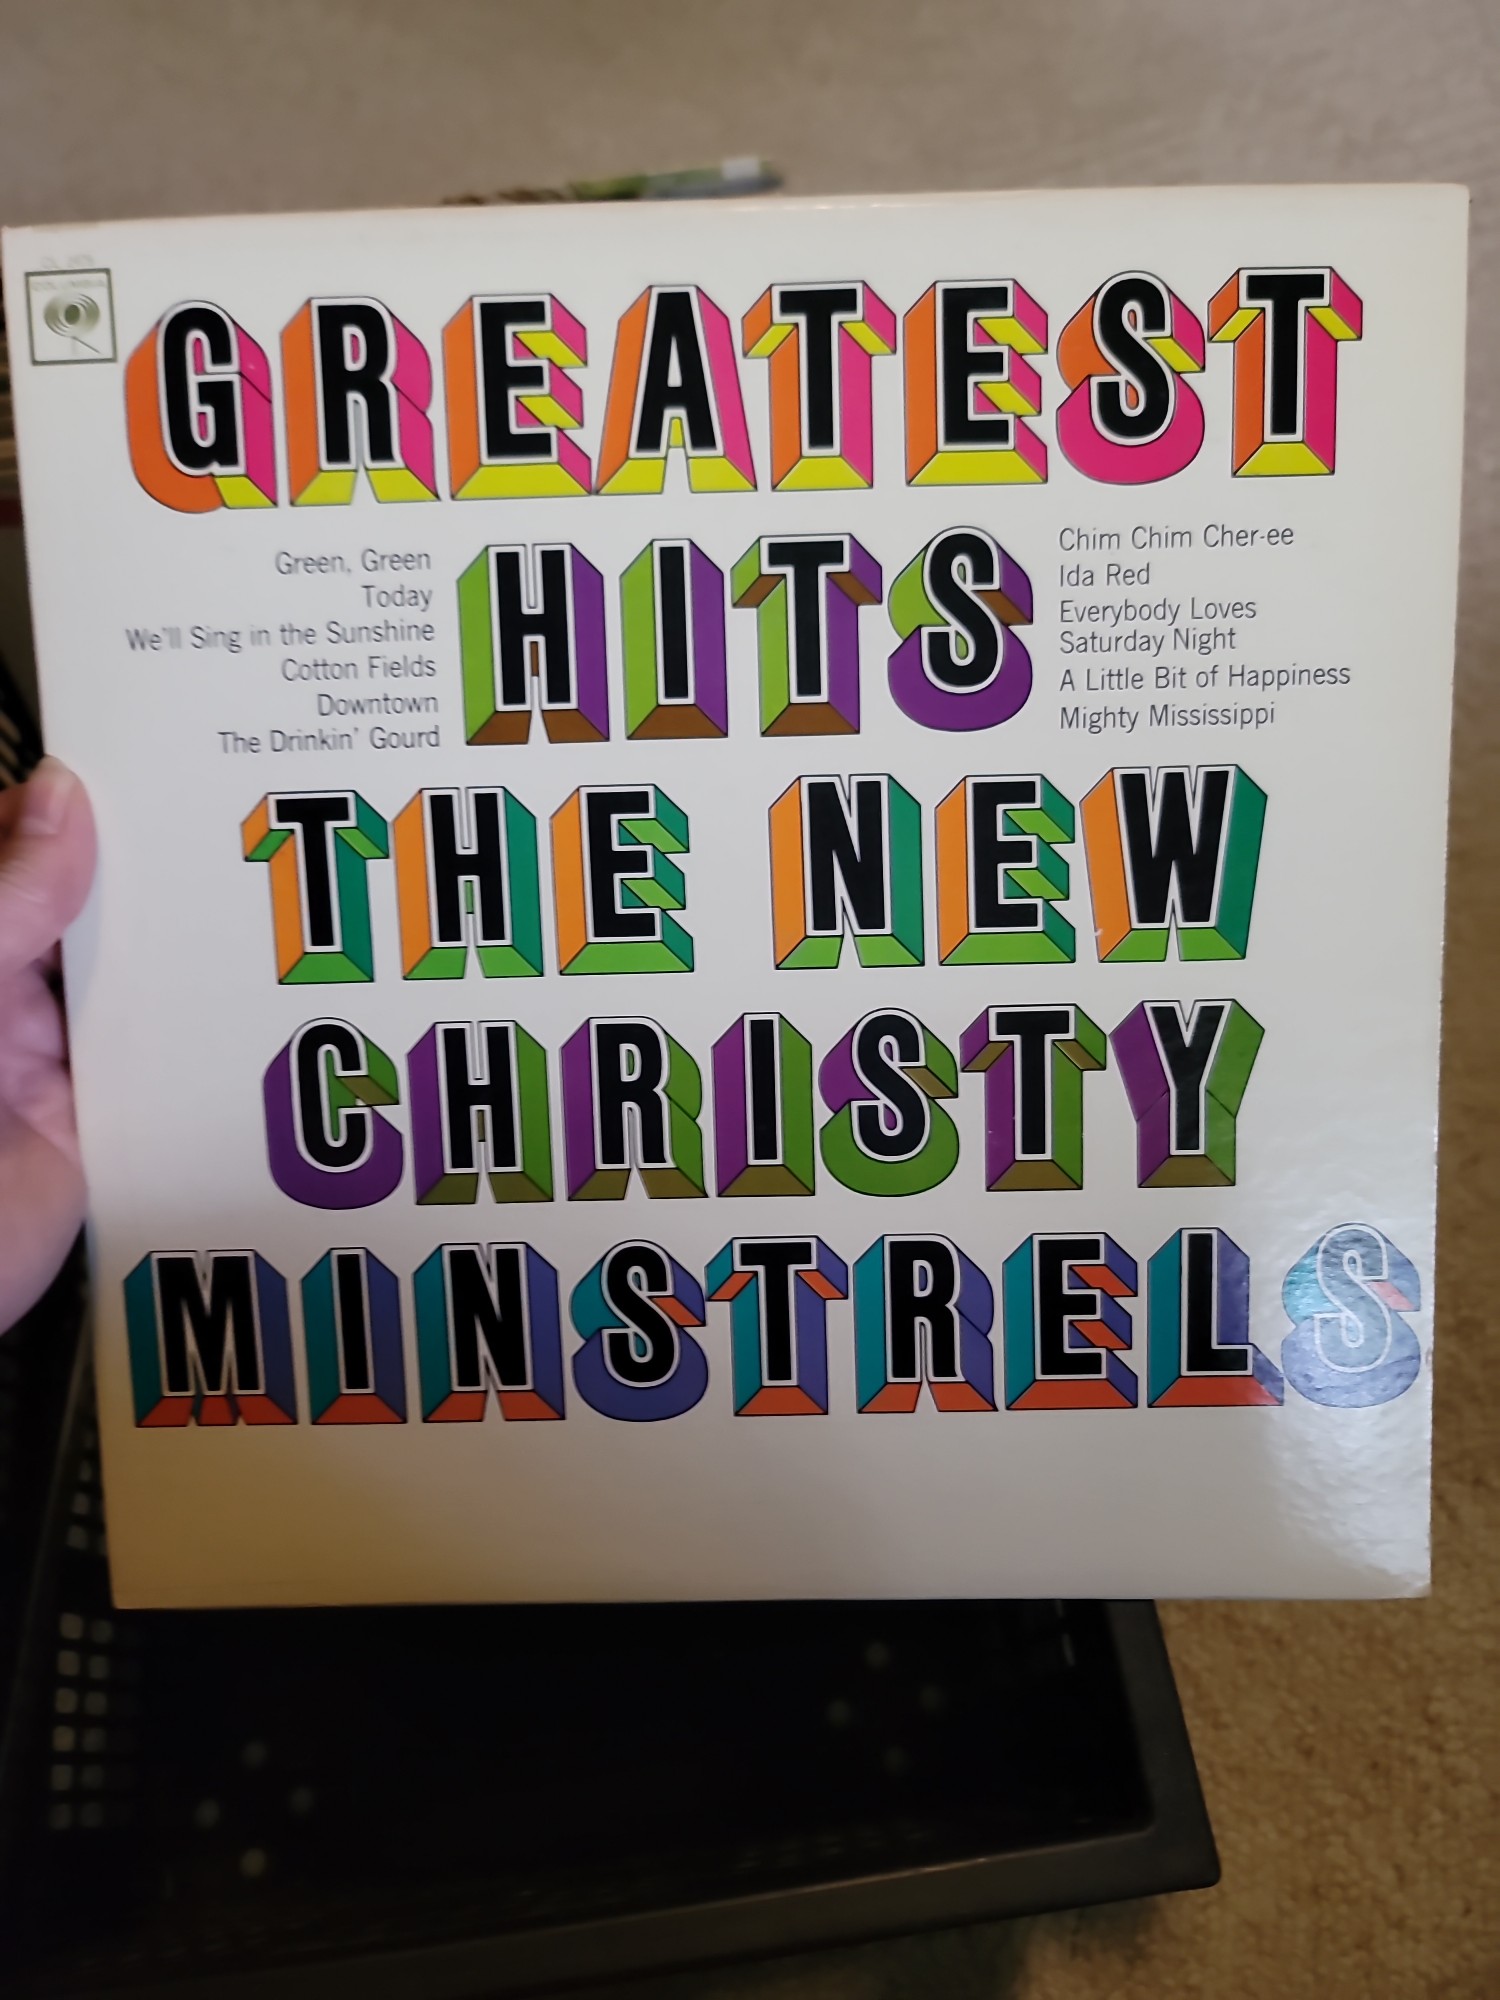 COLUMBIA
GREATEST
HITS
Green, Green
Today
We'll Sing in the Sunshine
Cotton Fields
Downtown
The Drinkin' Gourd
Chim Chim Cher-ee
Ida Red
Everybody Loves
Saturday Night
A Little Bit of Happiness
Mighty Mississippi
THE NEW
CHRISTY
MINSTRELS